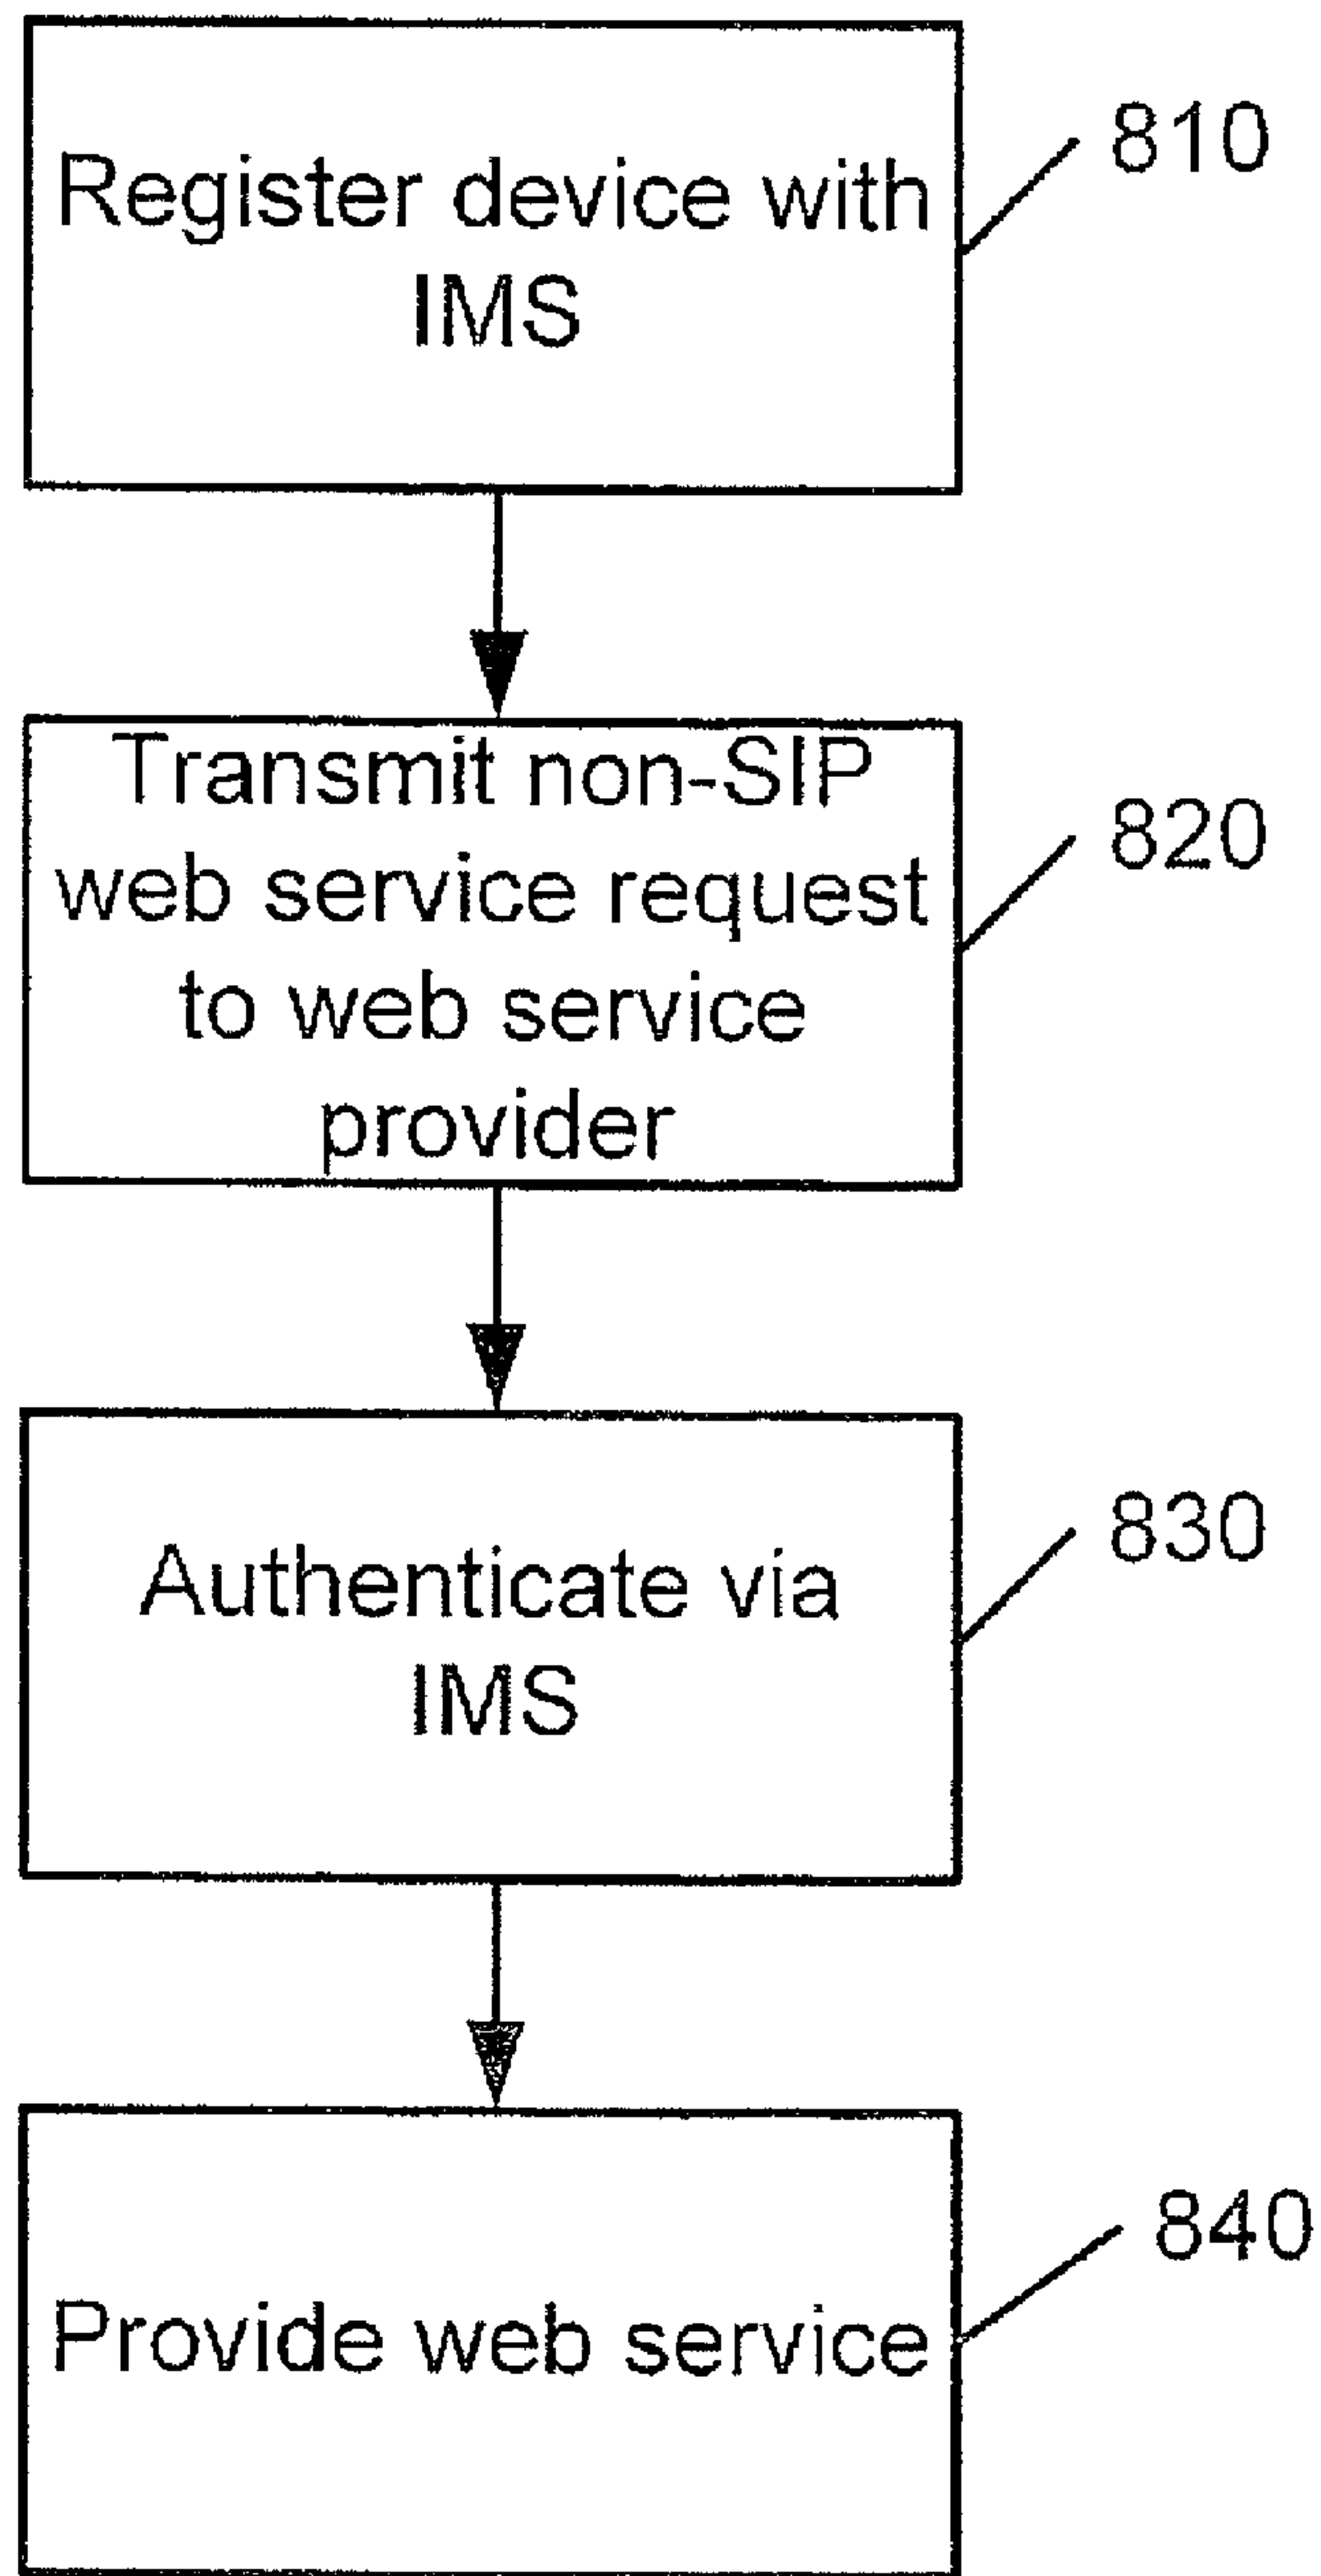 Register device with
IMS
810
Transmit non-SIP
web service request
to web service
provider
820
Authenticate via
IMS
830
Provide web service
840